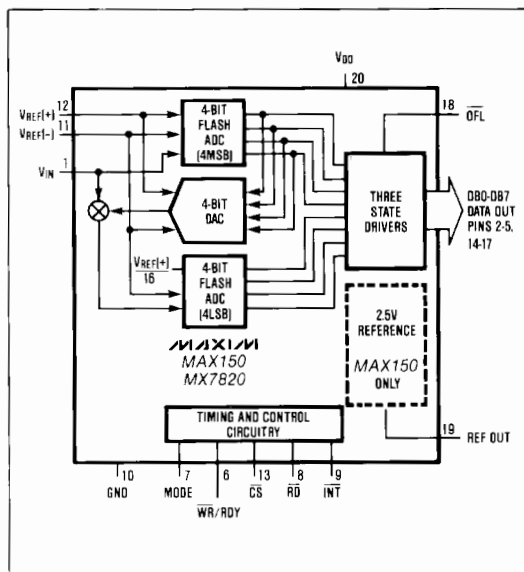 VDD
20
12
VREF(+)
11
VREF(-)
1
VIN
4-BIT
FLASH
ADC
(4MSB)
4-BIT
DAC
VREF(+)
16
4-BIT
FLASH
ADC
(4LSB)
THREE
STATE
DRIVERS
18
OFL
DB0-DB7
DATA OUT
PINS 2-5,
14-17
MAXIM
MAX150
MX7820
2.5V
REFERENCE
MAX150
ONLY
19
REF OUT
TIMING AND CONTROL
CIRCUITRY
10
GND
7
MODE
6
WR/RDY
13
CS
8
RD
9
INT